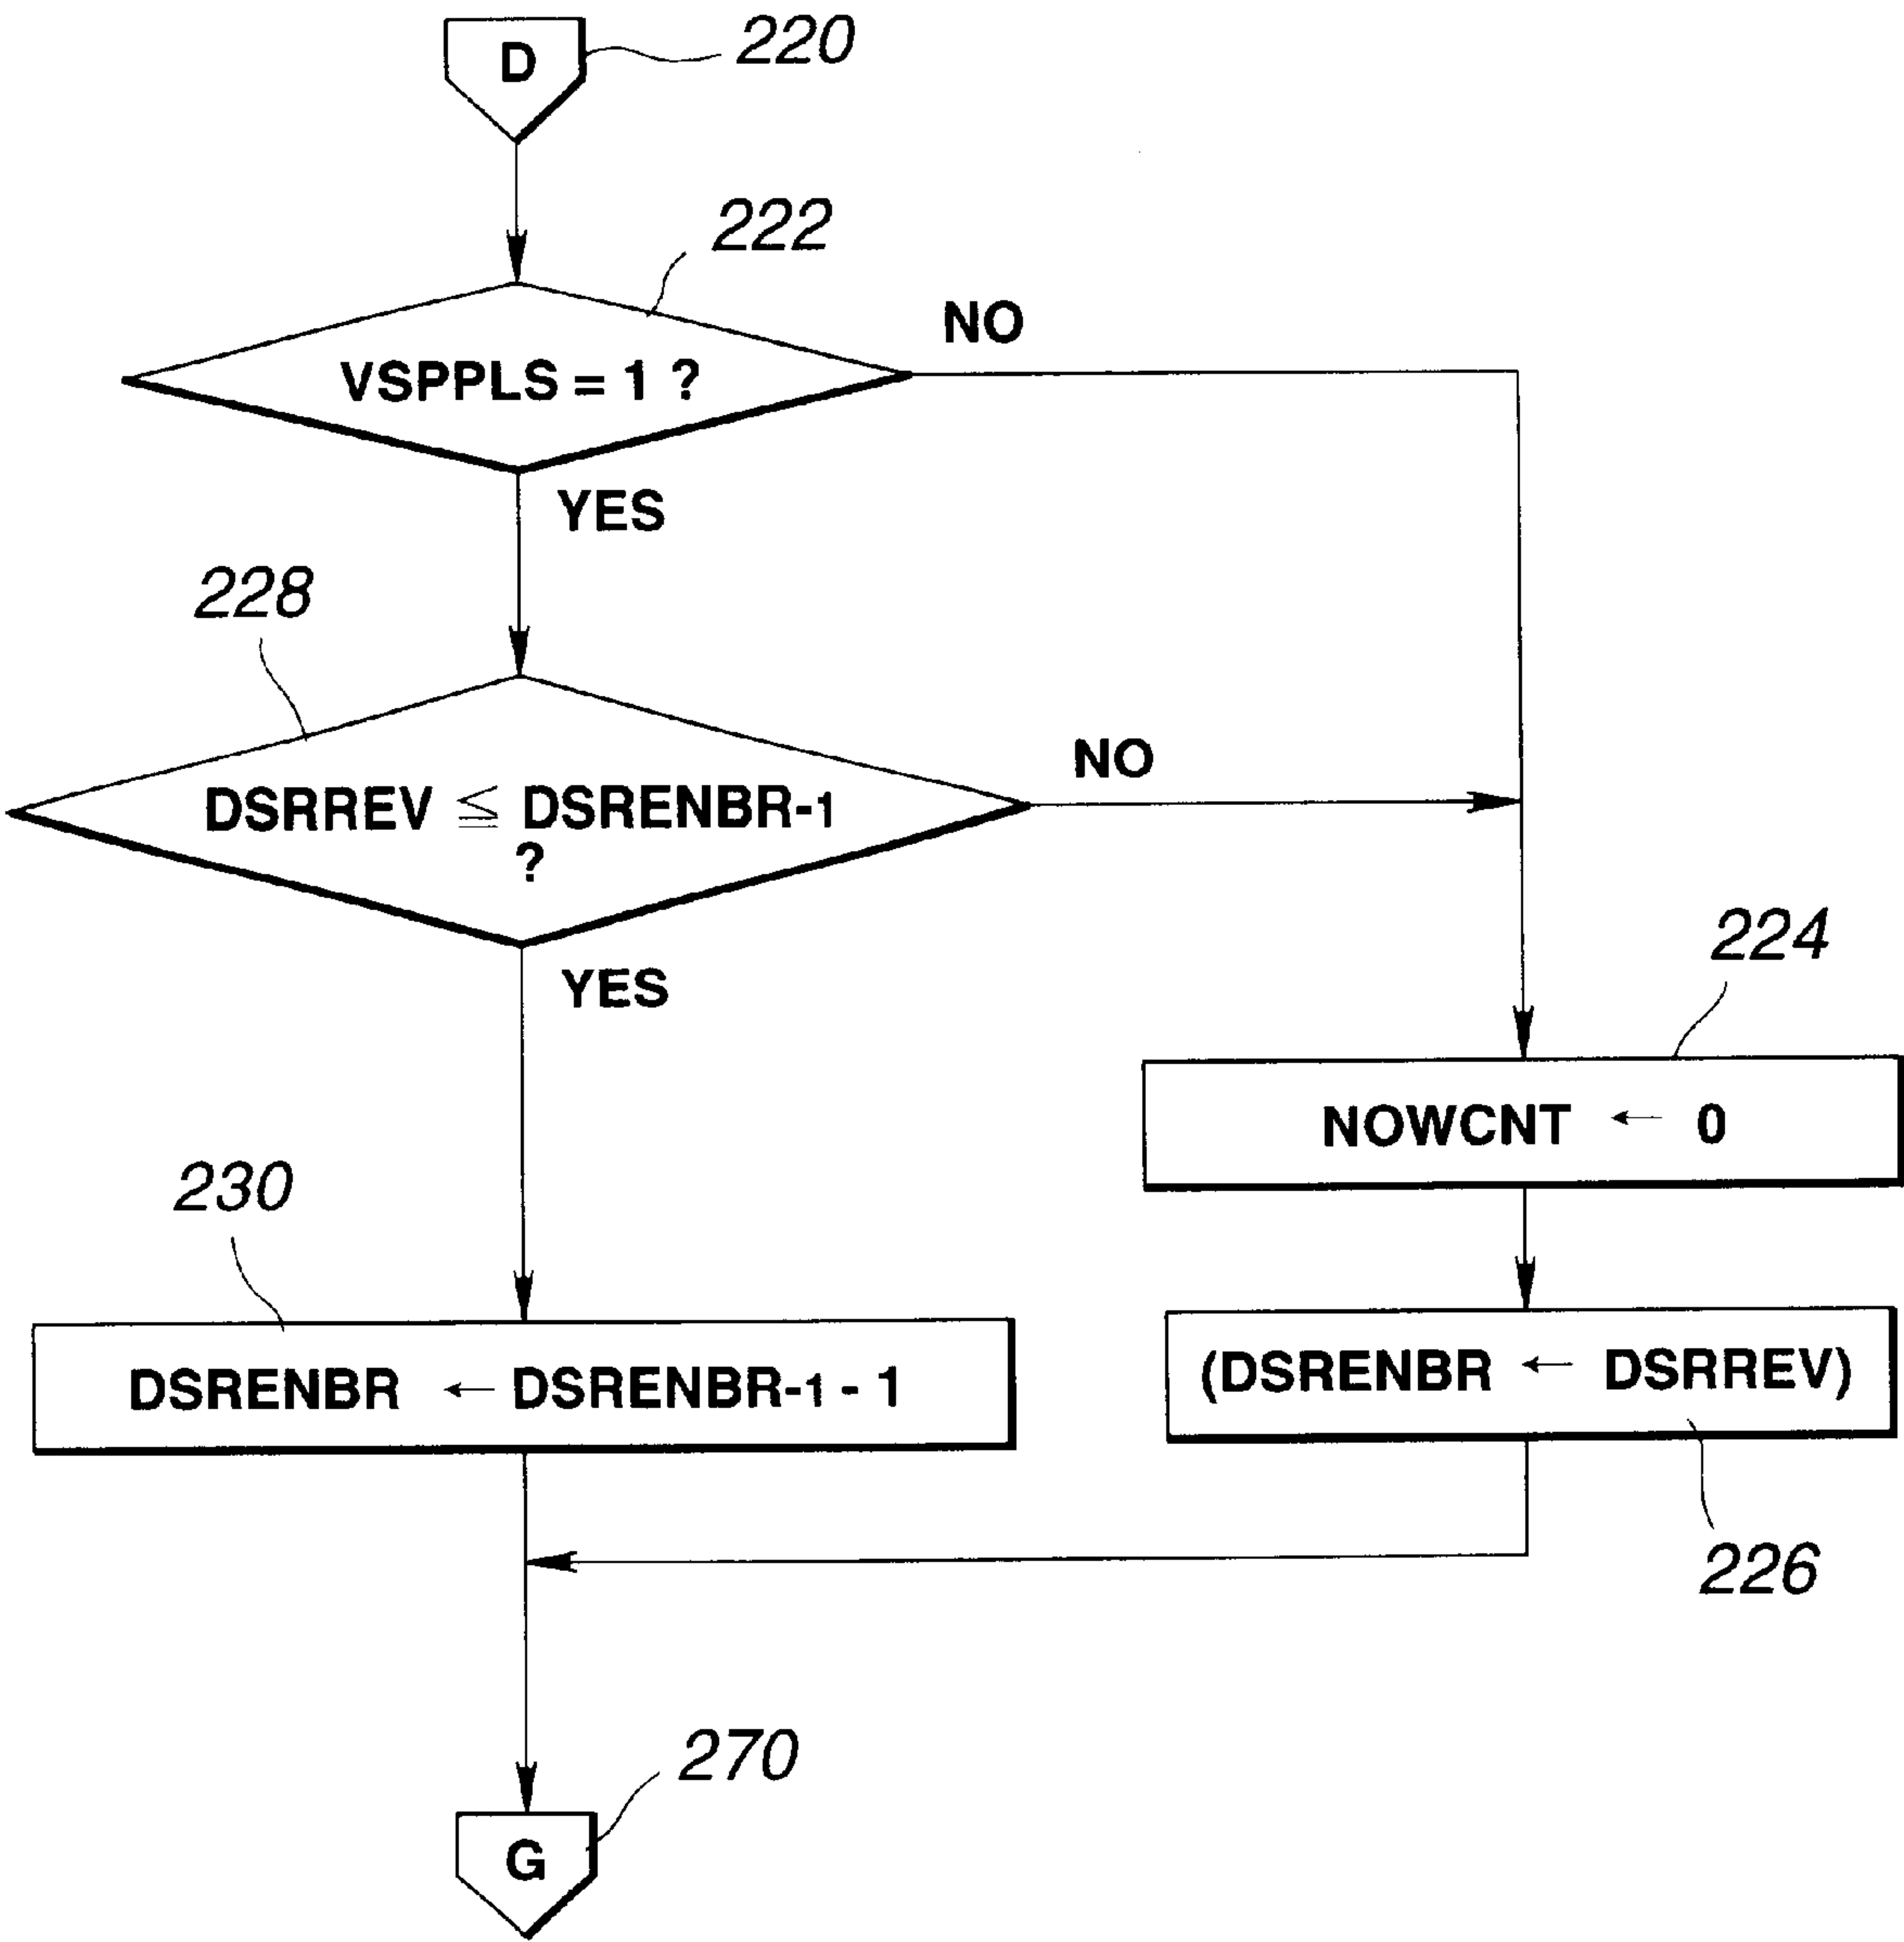 D
220
222
VSPPLS = 1 ?
NO
YES
228
DSRREV ≦ DSRENBR-1
?
NO
YES
224
NOWCNT ← 0
230
DSRENBR ← DSRENBR-1 - 1
(DSRENBR ← DSRREV)
226
270
G